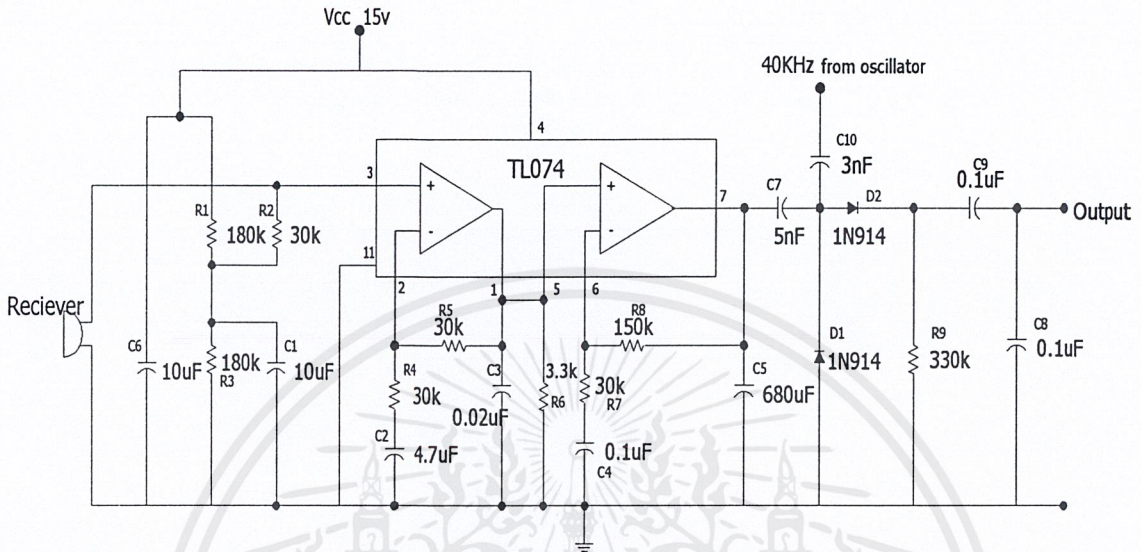 Vcc 15v
40KHz from oscillator
4
C10
3nF
TL074
3
C9
0.1uF
+
+
7
C7
D2
Output
R1
R2
180k
30k
-
-
5nF
1N914
11
2
1
5
6
Reciever
R5
30k
R8
150k
D1
1N914
C8
0.1uF
R9
330k
C6
10uF
180k
R3
C1
10uF
R4
30k
C3
0.02uF
3.3k
R6
30k
R7
C5
680uF
C2
4.7uF
0.1uF
C4